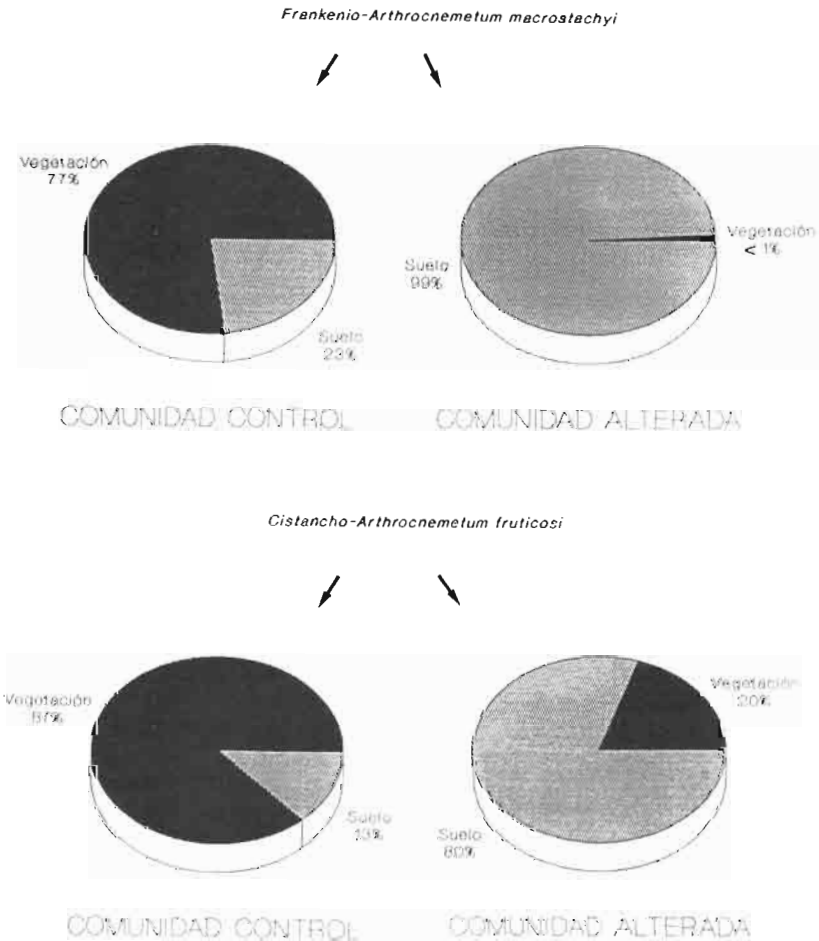 Frankenio-Arthrocnemetum macrostachyi
Vegetación
77%
Suelo
23%
Suelo
99%
Vegetación
< 1%
COMUNIDAD CONTROL
COMUNIDAD ALTERADA
Cistancho-Arthrocnemetum fruticosi
Vegetación
87%
Suelo
13%
Vegetación
20%
Suelo
80%
COMUNIDAD CONTROL
COMUNIDAD ALTERADA